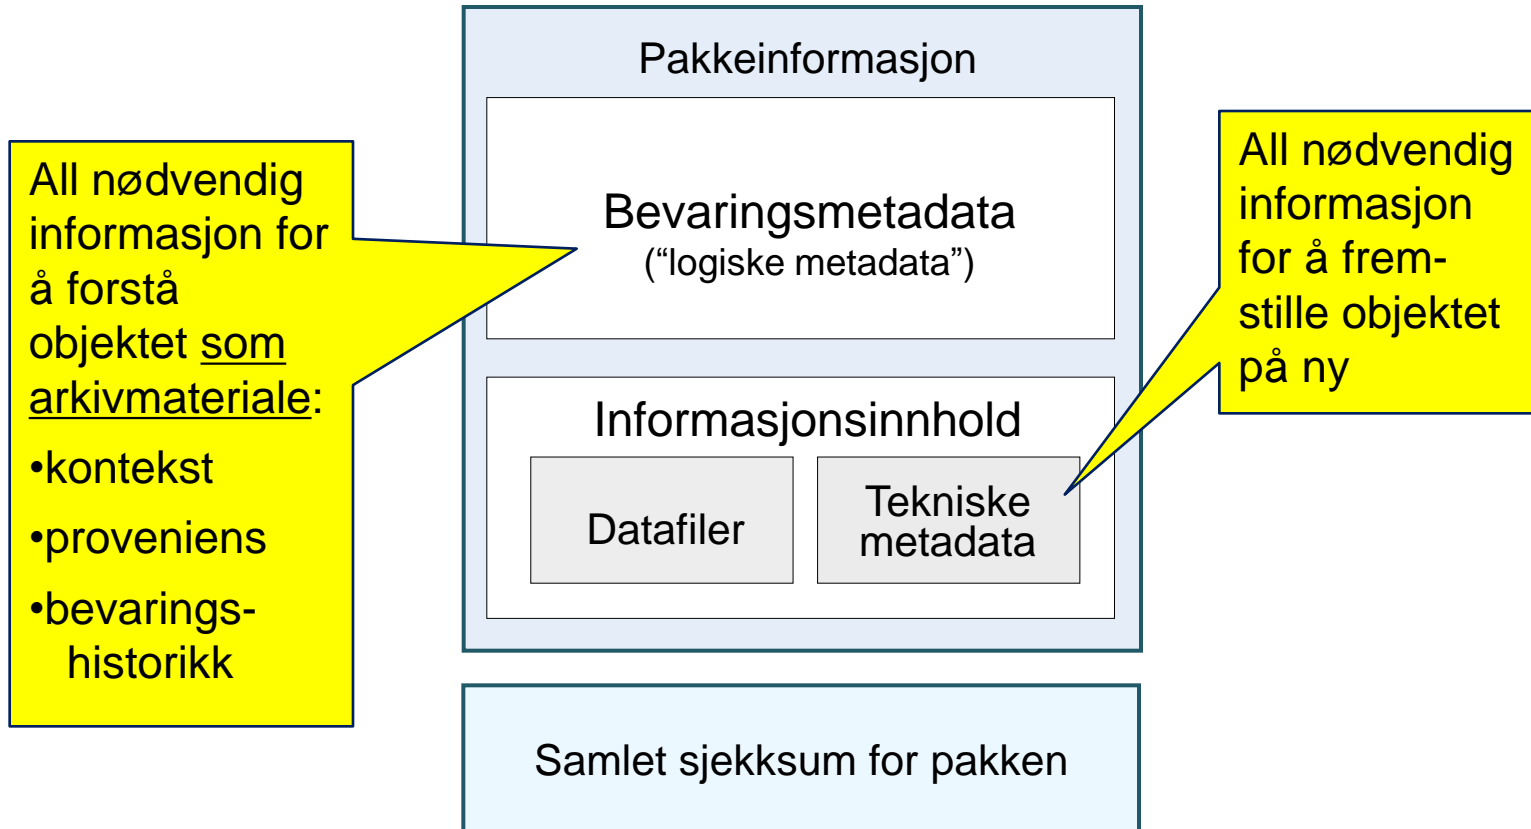 Pakkeinformasjon
All nødvendig
informasjon for
å forstå
objektet som
arkivmateriale:
•kontekst
•proveniens
•bevarings-
historikk
Bevaringsmetadata
(“logiske metadata”)
All nødvendig
informasjon
for å frem-
stille objektet
på ny
Informasjonsinnhold
Datafiler
Tekniske
metadata
Samlet sjekksum for pakken